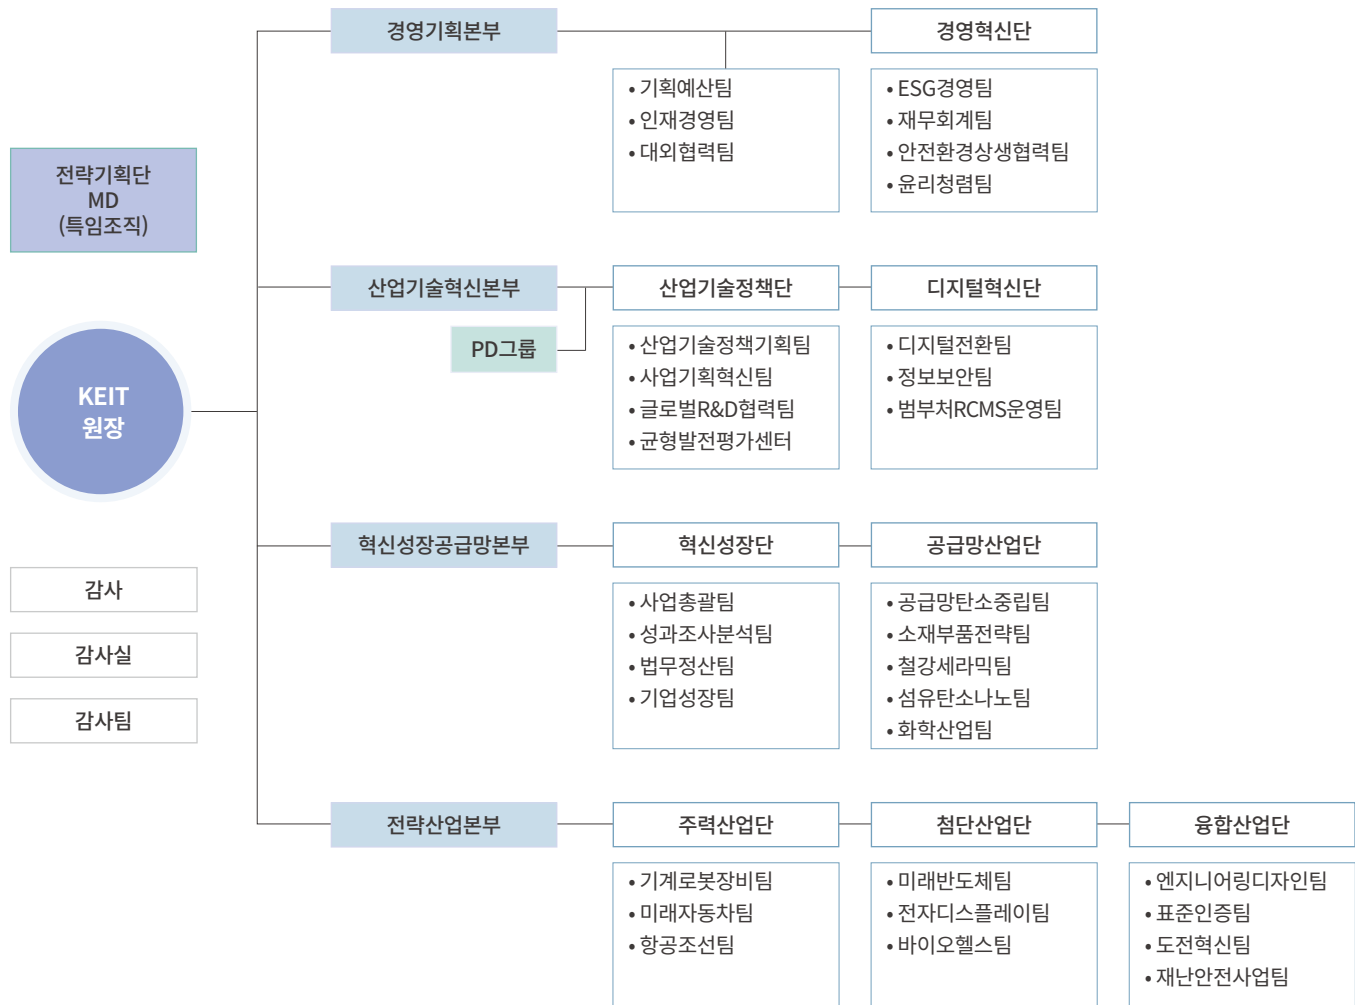 전략기획단
MD
(특임조직)
KEIT
원장
감사
감사실
감사팀
경영기획본부
• 기획예산팀
• 인재경영팀
• 대외협력팀
경영혁신단
• ESG경영팀
• 재무회계팀
• 안전환경상생협력팀
• 윤리청렴팀
산업기술혁신본부
PD그룹
산업기술정책단
• 산업기술정책기획팀
• 사업기획혁신팀
• 글로벌R&D협력팀
• 균형발전평가센터
디지털혁신단
• 디지털전환팀
• 정보보안팀
• 범부처RCMS운영팀
혁신성장공급망본부
혁신성장단
• 사업총괄팀
• 성과조사분석팀
• 법무정산팀
• 기업성장팀
공급망산업단
• 공급망탄소중립팀
• 소재부품전략팀
• 철강세라믹팀
• 섬유탄소나노팀
• 화학산업팀
전략산업본부
주력산업단
• 기계로봇장비팀
• 미래자동차팀
• 항공조선팀
첨단산업단
• 미래반도체팀
• 전자디스플레이팀
• 바이오헬스팀
융합산업단
• 엔지니어링디자인팀
• 표준인증팀
• 도전혁신팀
• 재난안전사업팀